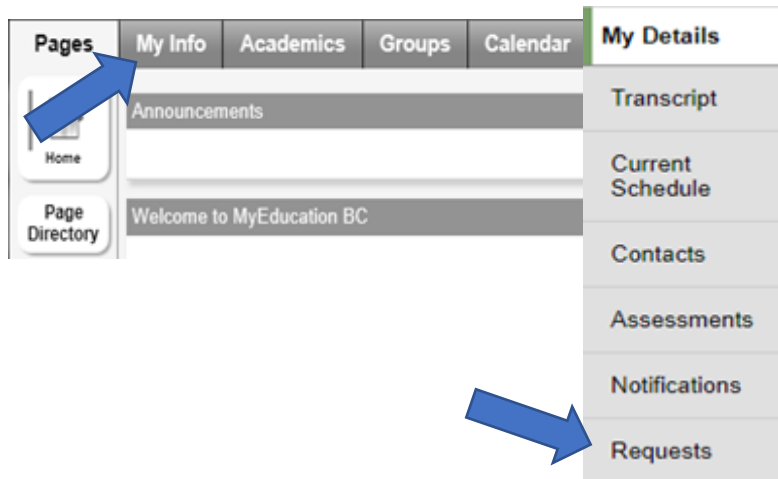 Pages
My Info
Academics
Groups
Calendar
Home
Page
Directory
Announcements
Welcome to MyEducation BC
My Details
Transcript
Current
Schedule
Contacts
Assessments
Notifications
Requests